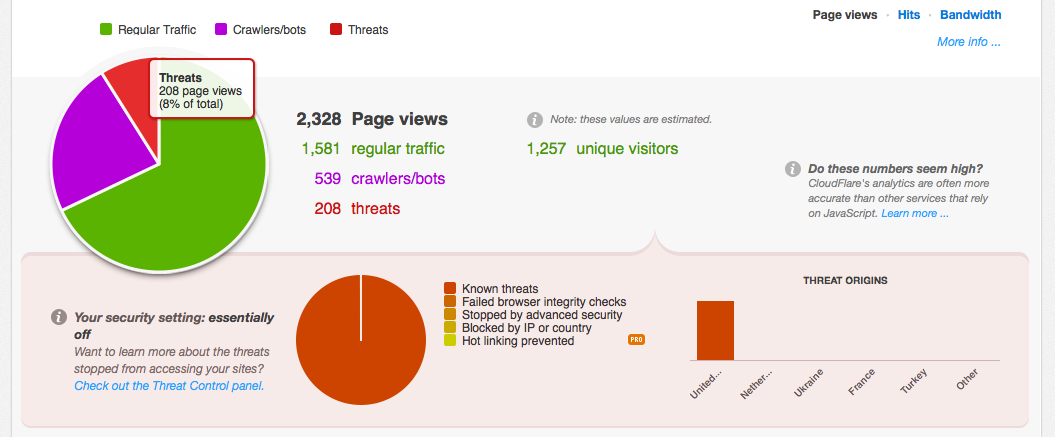 Regular Traffic Crawlers/bots Threats
Page views · Hits · Bandwidth
More info ...
Threats
208 page views
(8% of total)
2,328 Page views
1,581 regular traffic
539 crawlers/bots
208 threats
Note: these values are estimated.
1,257 unique visitors
Do these numbers seem high?
CloudFlare's analytics are often more
accurate than other services that rely
on JavaScript. Learn more ...
Your security setting: essentially
off
Want to learn more about the threats
stopped from accessing your sites?
Check out the Threat Control panel.
Known threats
Failed browser integrity checks
Stopped by advanced security
Blocked by IP or country
Hot linking prevented PRO
THREAT ORIGINS
United... Nether... Ukraine France Turkey Other